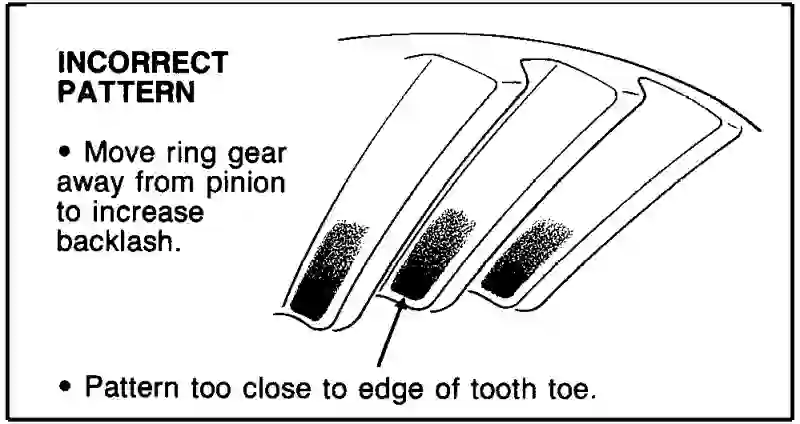 INCORRECT
PATTERN
• Move ring gear
away from pinion
to increase
backlash.
• Pattern too close to edge of tooth toe.